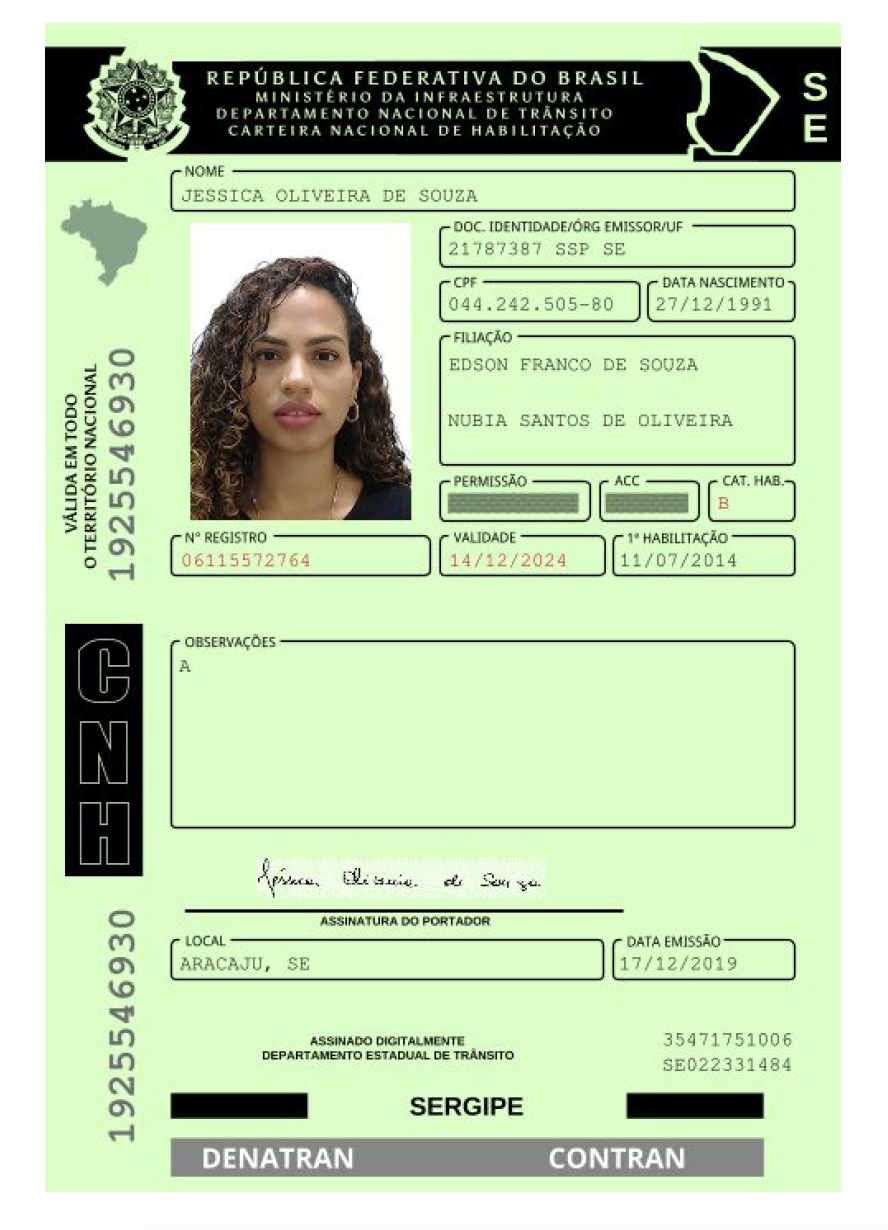 REPÚBLICA FEDERATIVA DO BRASIL
MINISTÉRIO DA INFRAESTRUTURA
DEPARTAMENTO NACIONAL DE TRÂNSITO
CARTEIRA NACIONAL DE HABILITAÇÃO
SE
NOME
JESSICA OLIVEIRA DE SOUZA
DOC. IDENTIDADE/ÓRG EMISSOR/UF
21787387 SSP SE
CPF
044.242.505-80
DATA NASCIMENTO
27/12/1991
FILIAÇÃO
EDSON FRANCO DE SOUZA
NUBIA SANTOS DE OLIVEIRA
PERMISSÃO
ACC
CAT. HAB.
B
Nº REGISTRO
06115572764
VALIDADE
14/12/2024
1ª HABILITAÇÃO
11/07/2014
VÁLIDA EM TODO
O TERRITÓRIO NACIONAL
1925546930
CNH
OBSERVAÇÕES
A
Jéssica Oliveira de Souza
ASSINATURA DO PORTADOR
LOCAL
ARACAJU, SE
DATA EMISSÃO
17/12/2019
1925546930
ASSINADO DIGITALMENTE
DEPARTAMENTO ESTADUAL DE TRÂNSITO
35471751006
SE022331484
SERGIPE
DENATRAN CONTRAN